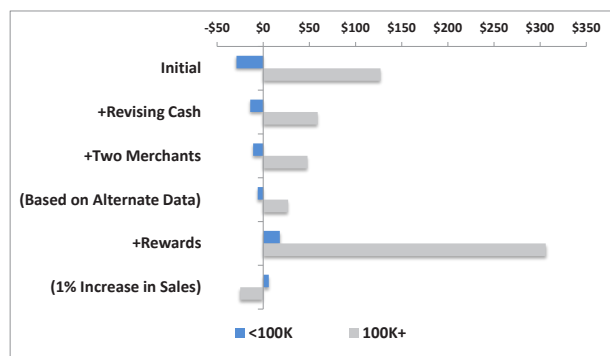 -$50 $0 $50 $100 $150 $200 $250 $300 $350
Initial
+Revising Cash
+Two Merchants
(Based on Alternate Data)
+Rewards
(1% Increase in Sales)
<100K 100K+